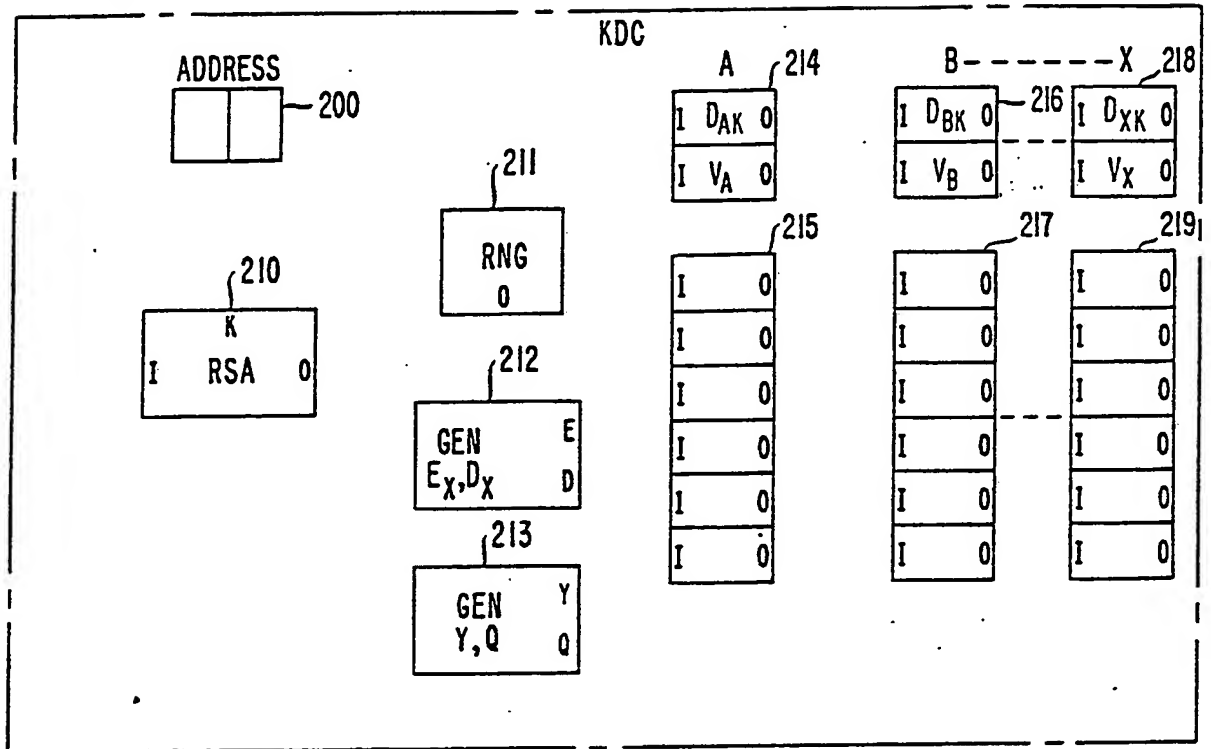 KDC
ADDRESS
200
A
214
B
X
218
I D_AK O
I V_A O
I D_BK O
216
I V_B O
I D_XK O
I V_X O
211
RNG
O
210
K
I RSA O
212
GEN
E_X,D_X
E
D
213
GEN
Y,Q
Y
Q
215
I O
I O
I O
I O
I O
I O
217
I O
I O
I O
I O
I O
I O
219
I O
I O
I O
I O
I O
I O